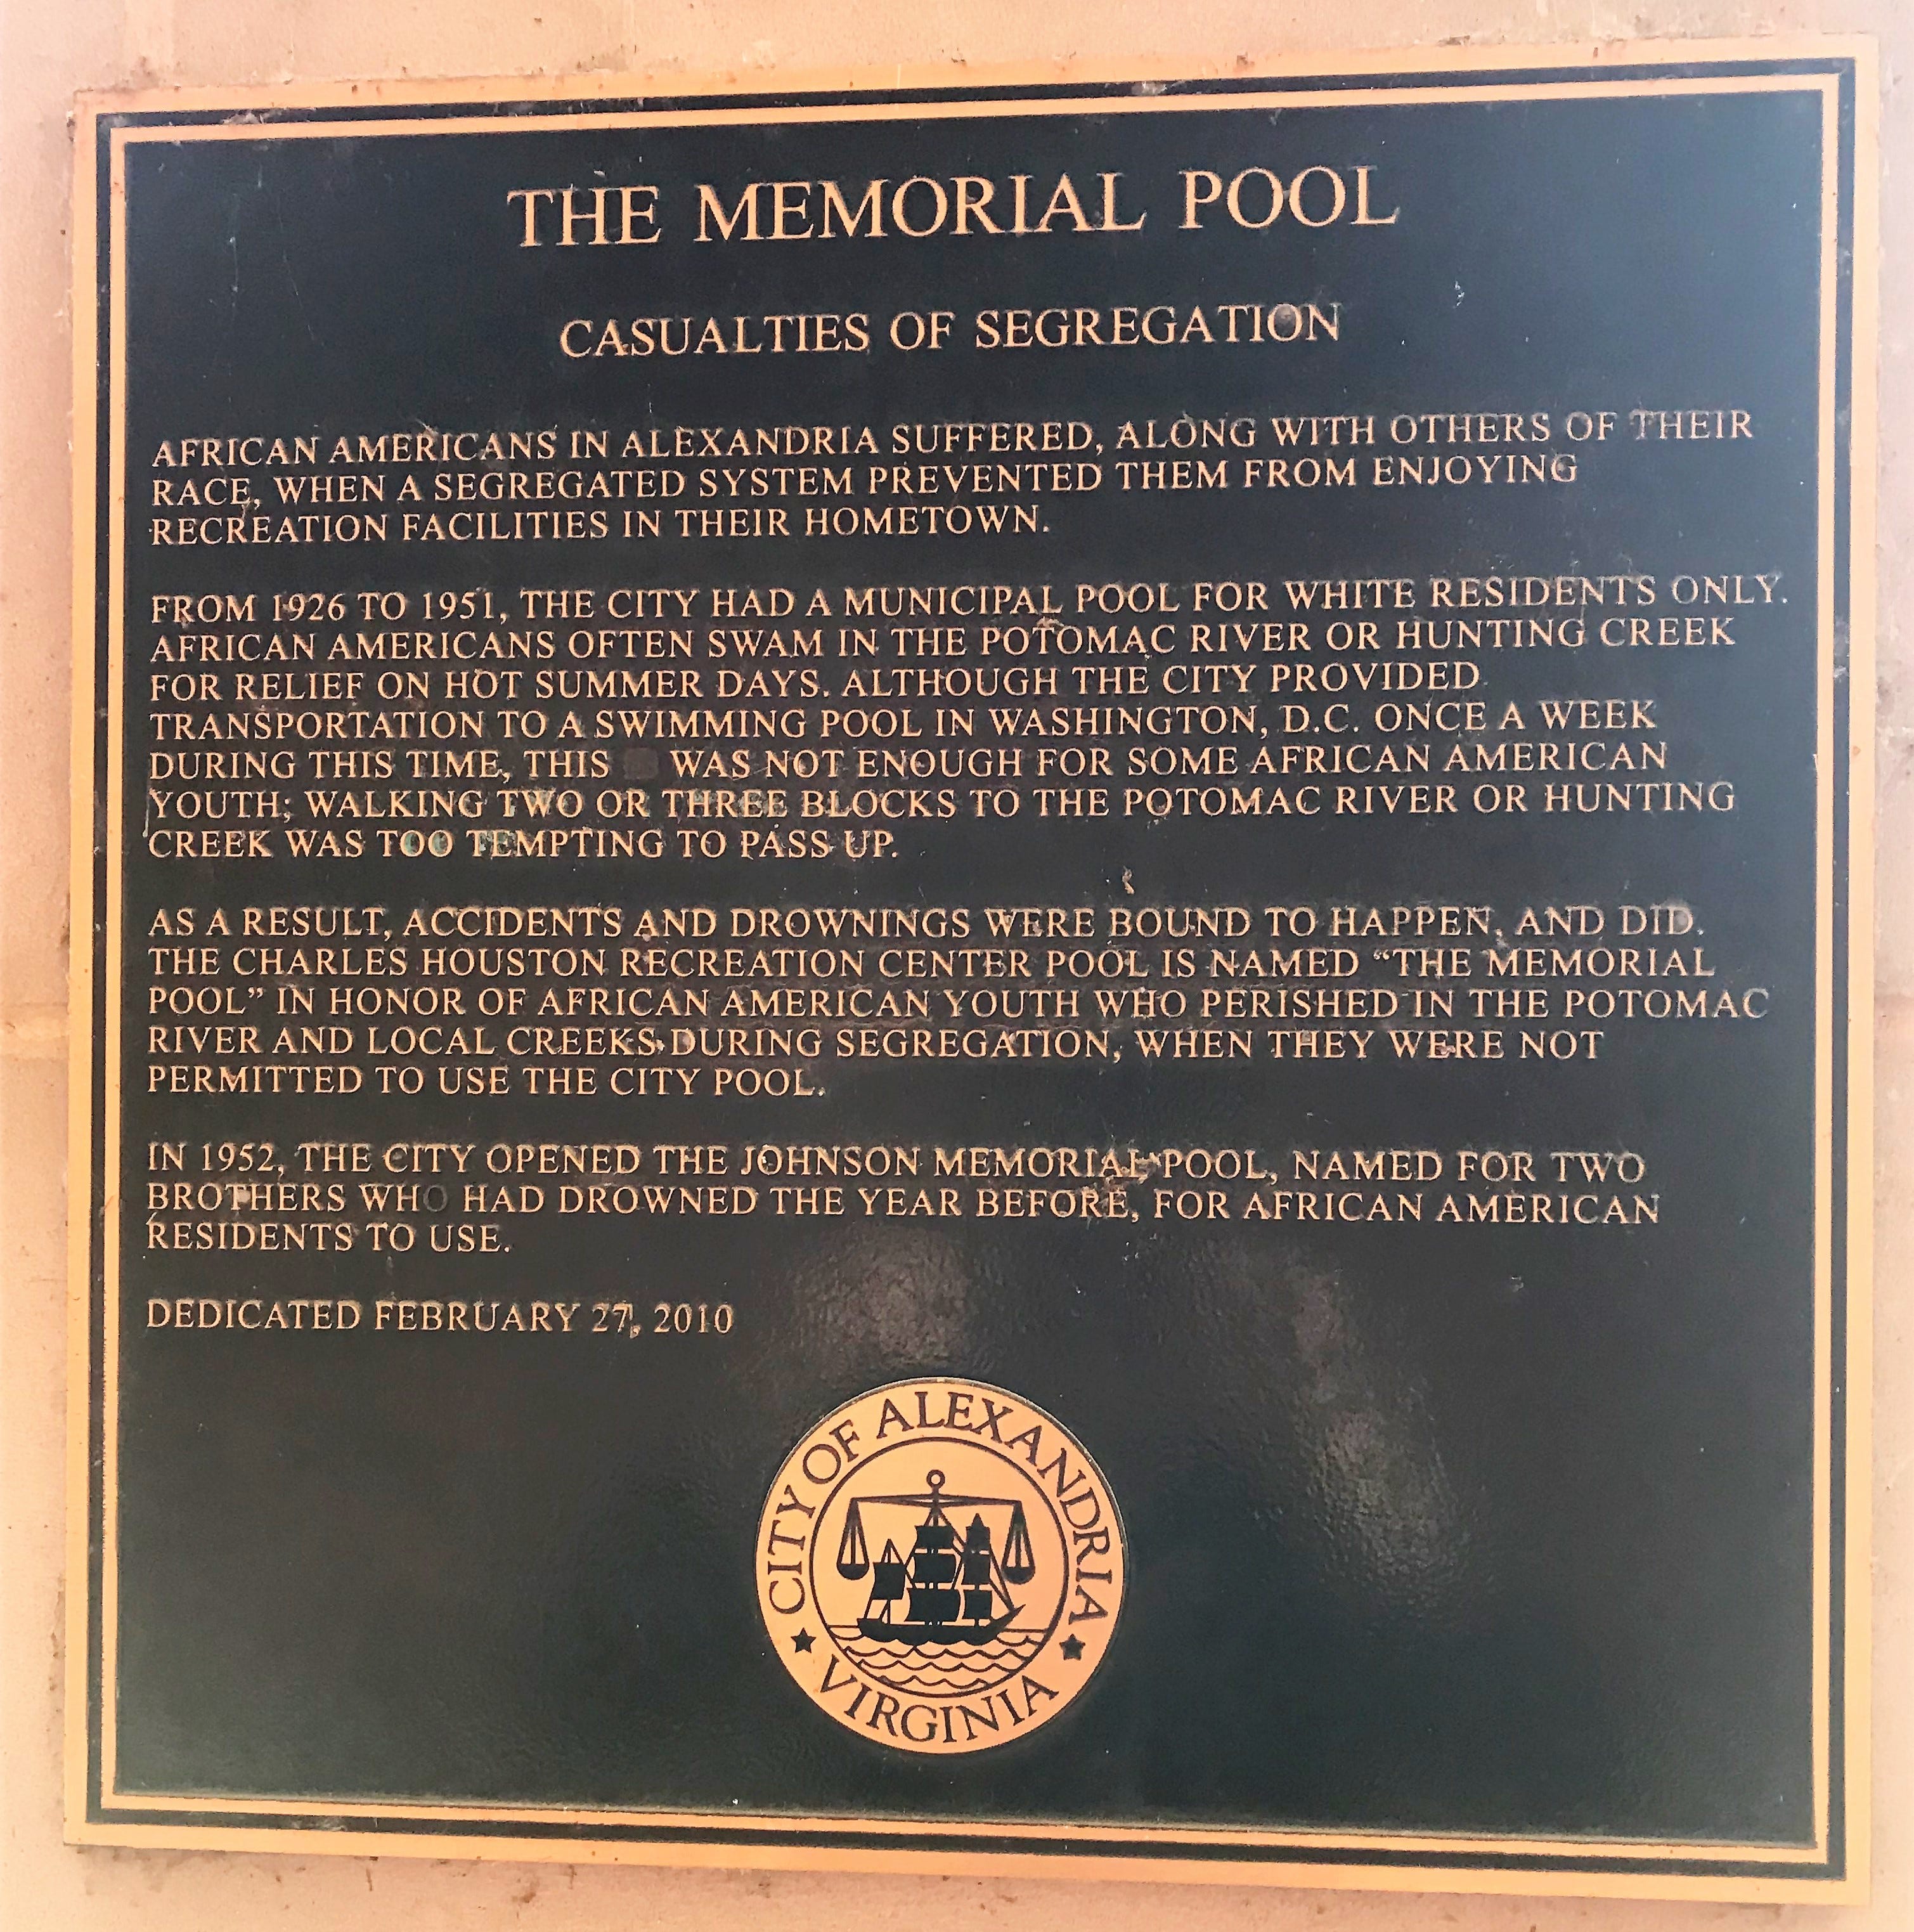 THE MEMORIAL POOL
CASUALTIES OF SEGREGATION
AFRICAN AMERICANS IN ALEXANDRIA SUFFERED, ALONG WITH OTHERS OF THEIR
RACE, WHEN A SEGREGATED SYSTEM PREVENTED THEM FROM ENJOYING
RECREATION FACILITIES IN THEIR HOMETOWN.
FROM 1926 TO 1951, THE CITY HAD A MUNICIPAL POOL FOR WHITE RESIDENTS ONLY.
AFRICAN AMERICANS OFTEN SWAM IN THE POTOMAC RIVER OR HUNTING CREEK
FOR RELIEF ON HOT SUMMER DAYS. ALTHOUGH THE CITY PROVIDED
TRANSPORTATION TO A SWIMMING POOL IN WASHINGTON, D.C. ONCE A WEEK
DURING THIS TIME, THIS WAS NOT ENOUGH FOR SOME AFRICAN AMERICAN
YOUTH; WALKING TWO OR THREE BLOCKS TO THE POTOMAC RIVER OR HUNTING
CREEK WAS TOO TEMPTING TO PASS UP.
AS A RESULT, ACCIDENTS AND DROWNINGS WERE BOUND TO HAPPEN, AND DID.
THE CHARLES HOUSTON RECREATION CENTER POOL IS NAMED “THE MEMORIAL
POOL” IN HONOR OF AFRICAN AMERICAN YOUTH WHO PERISHED IN THE POTOMAC
RIVER AND LOCAL CREEKS DURING SEGREGATION, WHEN THEY WERE NOT
PERMITTED TO USE THE CITY POOL.
IN 1952, THE CITY OPENED THE JOHNSON MEMORIAL POOL, NAMED FOR TWO
BROTHERS WHO HAD DROWNED THE YEAR BEFORE, FOR AFRICAN AMERICAN
RESIDENTS TO USE.
DEDICATED FEBRUARY 27, 2010
CITY OF ALEXANDRIA
VIRGINIA